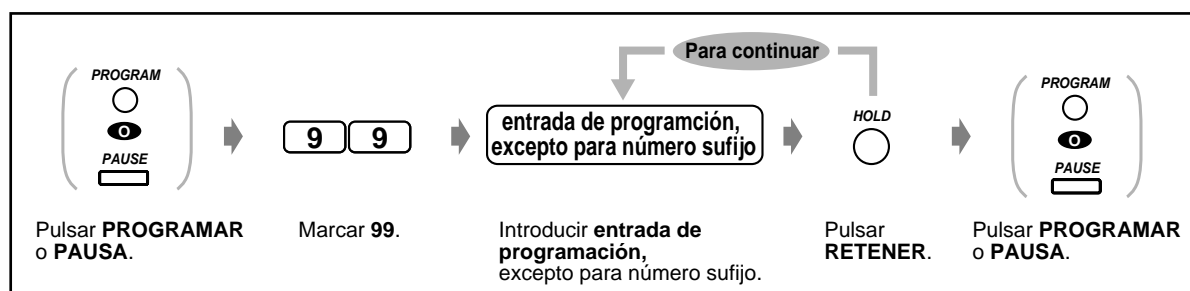 Para continuar
PROGRAM
O
PAUSE
9 9
entrada de programción,
excepto para número sufijo
HOLD
PROGRAM
O
PAUSE
Pulsar PROGRAMAR
o PAUSA.
Marcar 99.
Introducir entrada de
programación,
excepto para número sufijo.
Pulsar
RETENER.
Pulsar PROGRAMAR
o PAUSA.